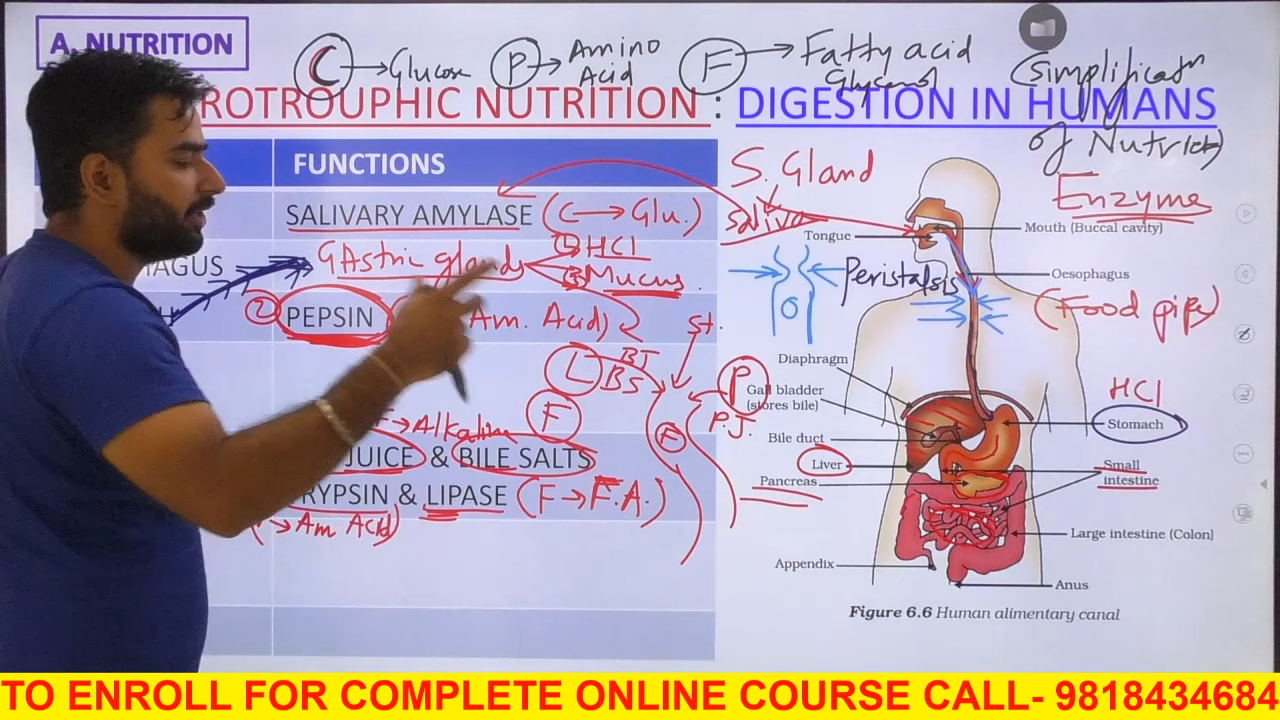 A. NUTRITION
C → Glucose
P → Amino Acid
F → Fatty acid Glycerol
(Simplificatn of Nutrient)
ROTROUPHIC NUTRITION : DIGESTION IN HUMANS
FUNCTIONS
SALIVARY AMYLASE (C → Glu.)
S. Gland
Saliva
Enzyme
Tongue
Mouth (Buccal cavity)
AGUS
GAstric glands
① HCl
③ Mucus
Peristalsis
Oesophagus
(Food pipe)
② PEPSIN
Am. Acid)
St.
Diaphragm
L
BJ
BS
P
P.J.
Gall bladder
(stores bile)
HCl
Stomach
F
→ Alkaline
F
Bile duct
JUICE & BILE SALTS
Liver
Small
intestine
Pancreas
RYPSIN & LIPASE (F → F.A.)
→ Am Acid)
Large intestine (Colon)
Appendix
Anus
Figure 6.6 Human alimentary canal
TO ENROLL FOR COMPLETE ONLINE COURSE CALL- 9818434684